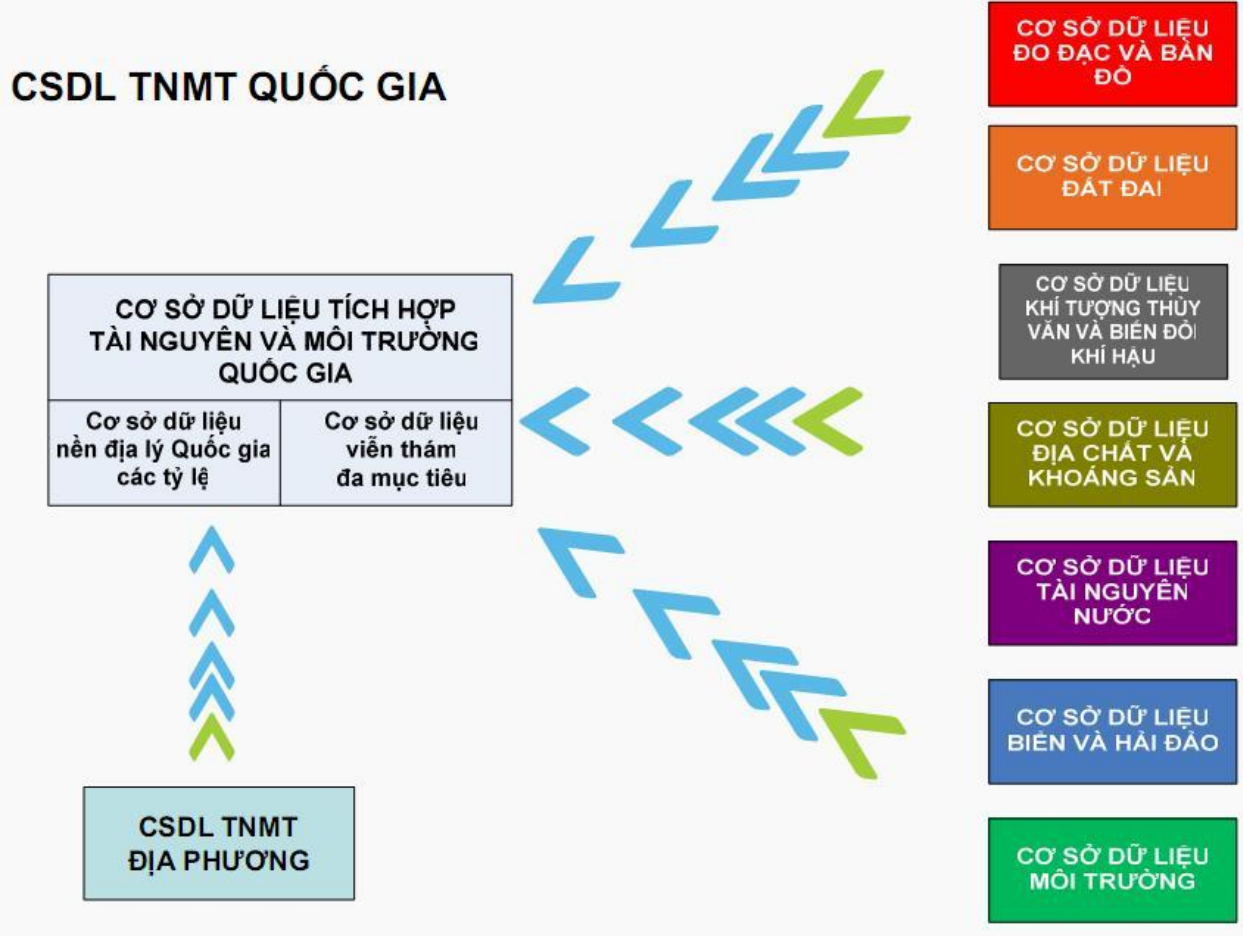 CSDL TNMT QUỐC GIA
CƠ SỞ DỮ LIỆU TÍCH HỢP
TÀI NGUYÊN VÀ MÔI TRƯỜNG
QUỐC GIA
Cơ sở dữ liệu
nền địa lý Quốc gia
các tỷ lệ
Cơ sở dữ liệu
viễn thám
đa mục tiêu
CSDL TNMT
ĐỊA PHƯƠNG
CƠ SỞ DỮ LIỆU
ĐO ĐẠC VÀ BẢN
ĐỒ
CƠ SỞ DỮ LIỆU
ĐẤT ĐAI
CƠ SỞ DỮ LIỆU
KHÍ TƯỢNG THỦY
VĂN VÀ BIẾN ĐỔI
KHÍ HẬU
CƠ SỞ DỮ LIỆU
ĐỊA CHẤT VÀ
KHOÁNG SẢN
CƠ SỞ DỮ LIỆU
TÀI NGUYÊN
NƯỚC
CƠ SỞ DỮ LIỆU
BIỂN VÀ HẢI ĐẢO
CƠ SỞ DỮ LIỆU
MÔI TRƯỜNG